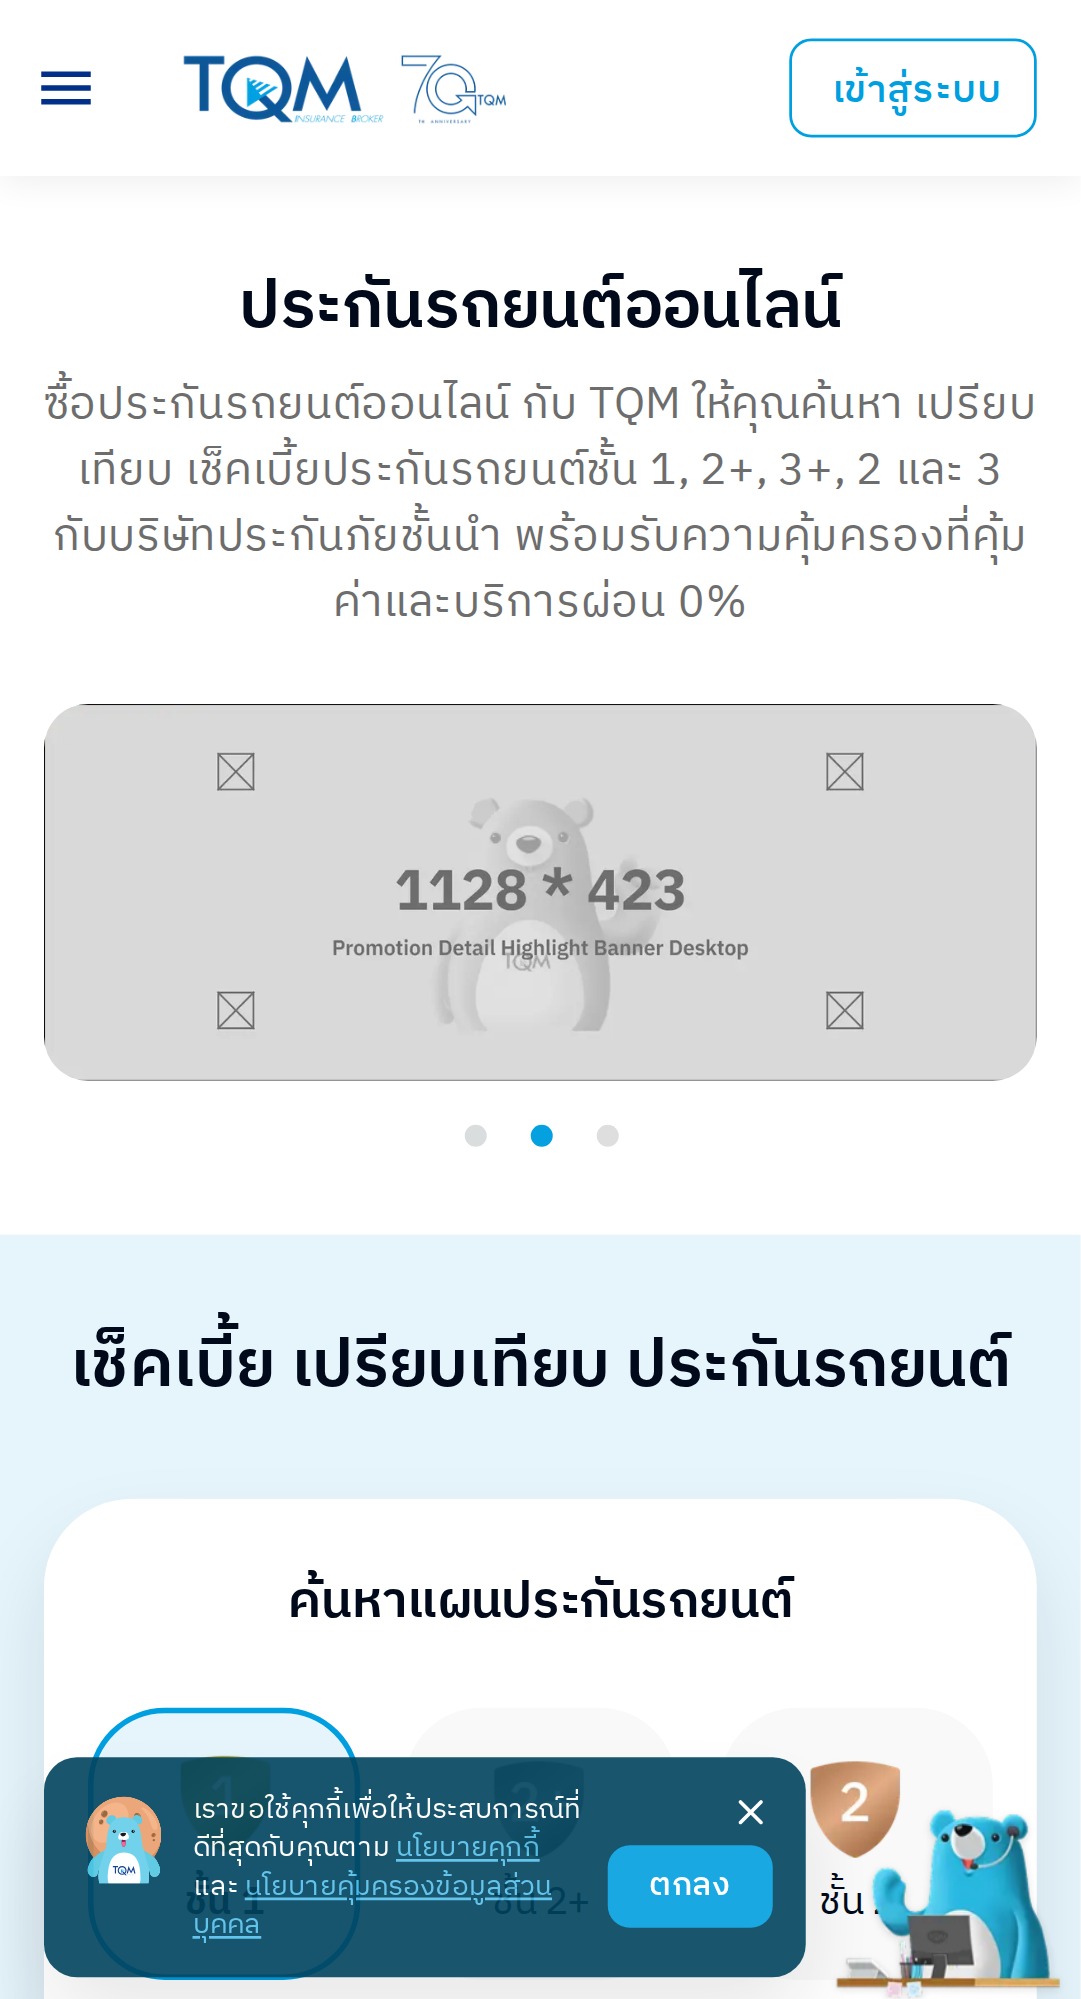 TQM
INSURANCE BROKER
70 TQM
TH ANNIVERSARY
เข้าสู่ระบบ
ประกันรถยนต์ออนไลน์
ซื้อประกันรถยนต์ออนไลน์ กับ TQM ให้คุณค้นหา เปรียบ
เทียบ เช็คเบี้ยประกันรถยนต์ชั้น 1, 2+, 3+, 2 และ 3
กับบริษัทประกันภัยชั้นนำ พร้อมรับความคุ้มครองที่คุ้ม
ค่าและบริการผ่อน 0%
1128 * 423
Promotion Detail Highlight Banner Desktop
TQM
เช็คเบี้ย เปรียบเทียบ ประกันรถยนต์
ค้นหาแผนประกันรถยนต์
1
2+
2
ชั้น 1
ชั้น 2+
ชั้น
เราขอใช้คุกกี้เพื่อให้ประสบการณ์ที่
ดีที่สุดกับคุณตาม นโยบายคุกกี้
และ นโยบายคุ้มครองข้อมูลส่วน
บุคคล
TQM
ตกลง